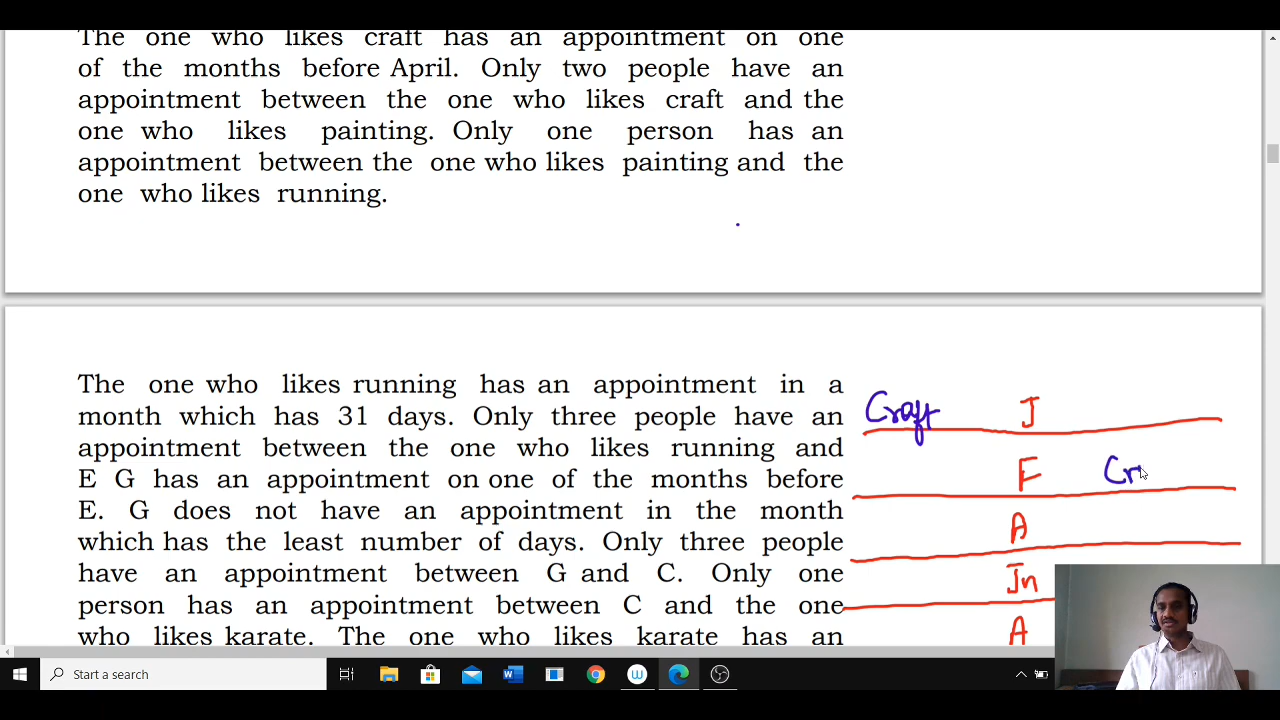 The one who likes craft has an appointment on one
of the months before April. Only two people have an
appointment between the one who likes craft and the
one who likes painting. Only one person has an
appointment between the one who likes painting and the
one who likes running.
The one who likes running has an appointment in a
month which has 31 days. Only three people have an
appointment between the one who likes running and
E G has an appointment on one of the months before
E. G does not have an appointment in the month
which has the least number of days. Only three people
have an appointment between G and C. Only one
person has an appointment between C and the one
who likes karate. The one who likes karate has an
Craft J
F Cr
A
Jn
A
Start a search